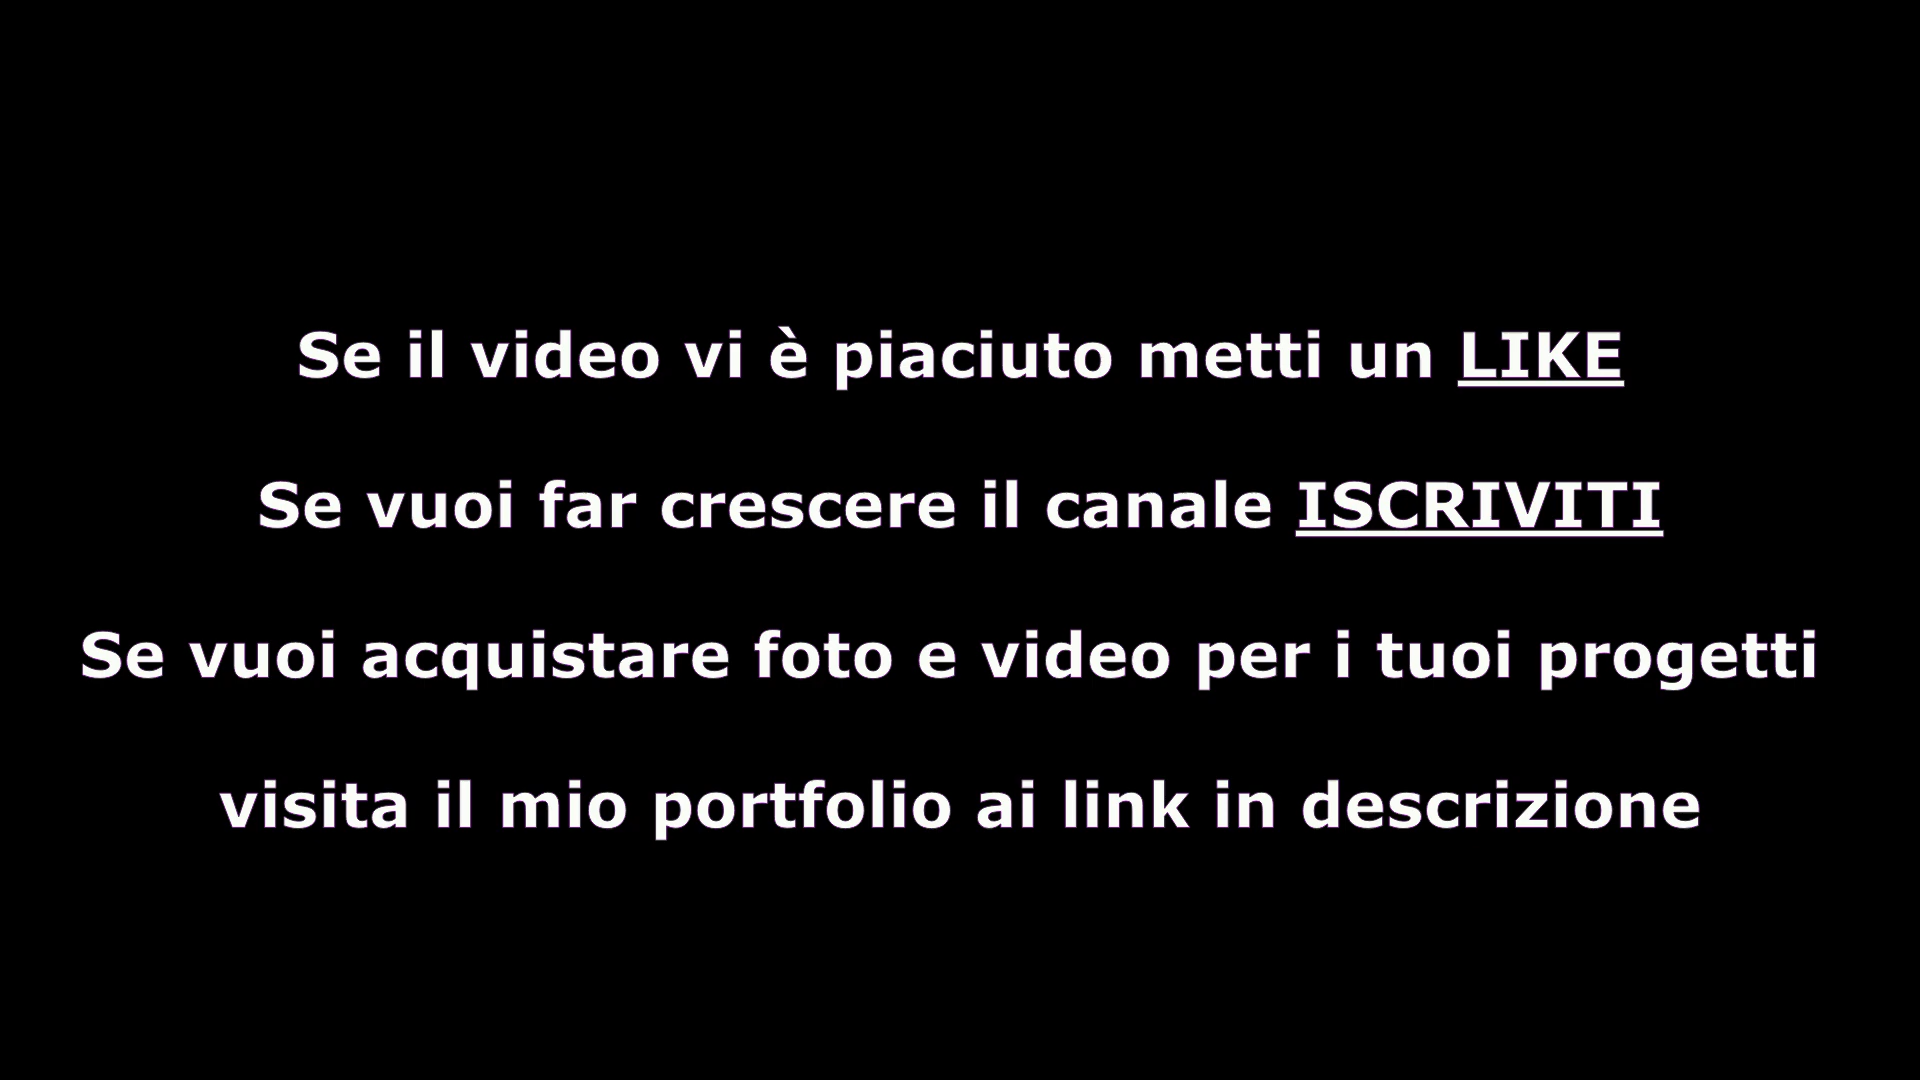 Se il video vi è piaciuto metti un LIKE
Se vuoi far crescere il canale ISCRIVITI
Se vuoi acquistare foto e video per i tuoi progetti
visita il mio portfolio ai link in descrizione